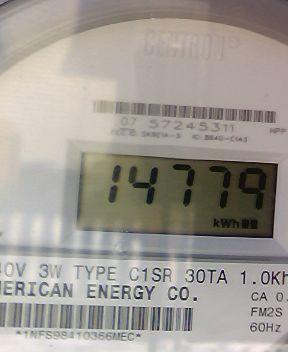 CENTRON®
07 57245311
14779
kWh
40V 3W TYPE C1SR 30TA 1.0Kh
MERICAN ENERGY CO.
CA 0.
FM2S
60Hz
*1NFS98410366MEC*